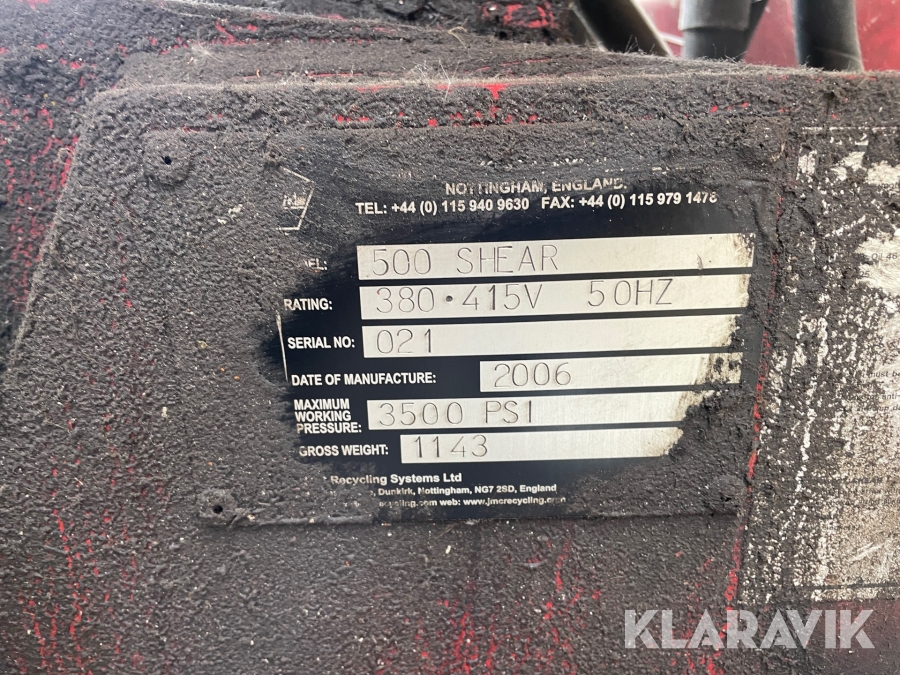 NOTTINGHAM, ENGLAND.
TEL: +44 (0) 115 940 9630 FAX: +44 (0) 115 979 1478
500 SHEAR
RATING: 380·415V 50HZ
SERIAL NO: 021
DATE OF MANUFACTURE: 2006
MAXIMUM
WORKING
PRESSURE: 3500 PS1
GROSS WEIGHT: 1143
Recycling Systems Ltd
Dunkirk, Nottingham, NG7 2SD, England
web: www.jmcrecycling.com
KLARAVIK